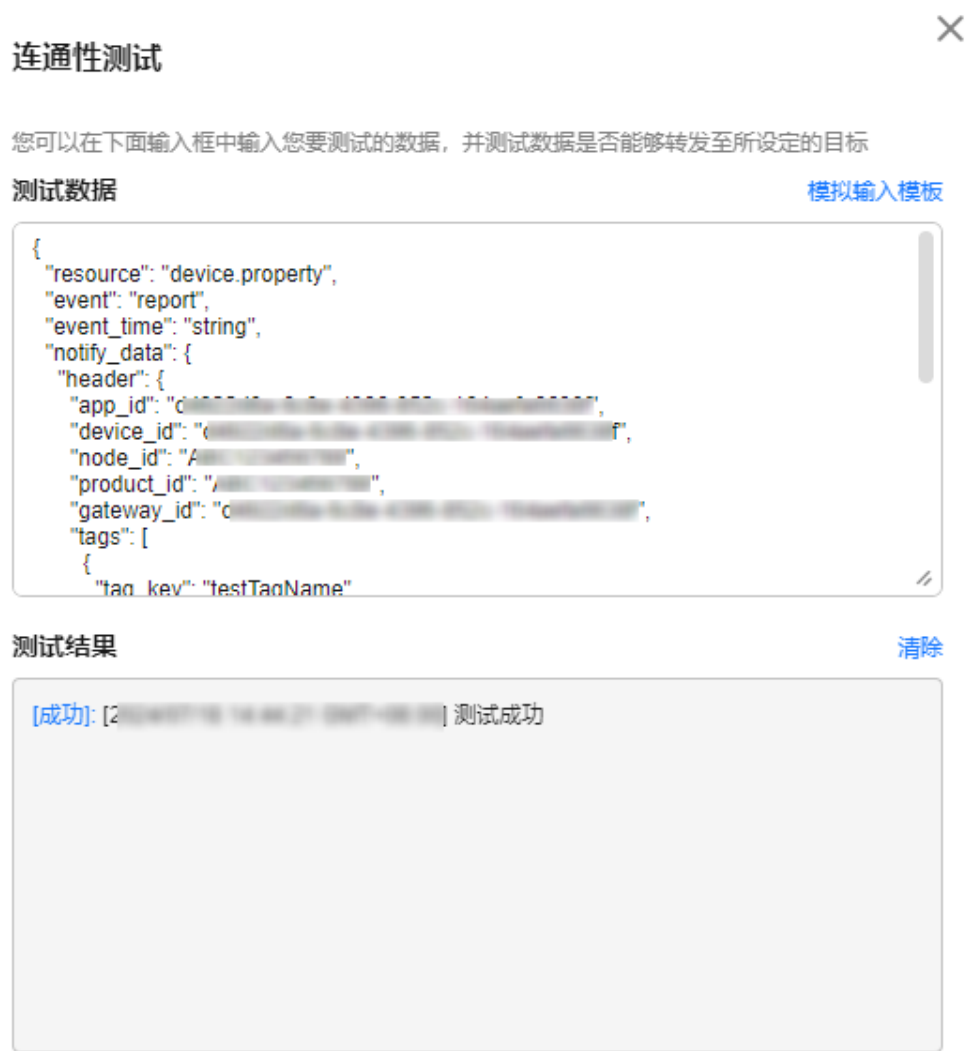 连通性测试
您可以在下面输入框中输入您要测试的数据，并测试数据是否能够转发至所设定的目标
测试数据 模拟输入模板
{
"resource": "device.property",
"event": "report",
"event_time": "string",
"notify_data": {
"header": {
"app_id": "
"device_id": "
"node_id": "
"product_id": "
"gateway_id": "
"tags": [
{
"tag_key": "testTagName"
测试结果 清除
[成功]: [ ] 测试成功